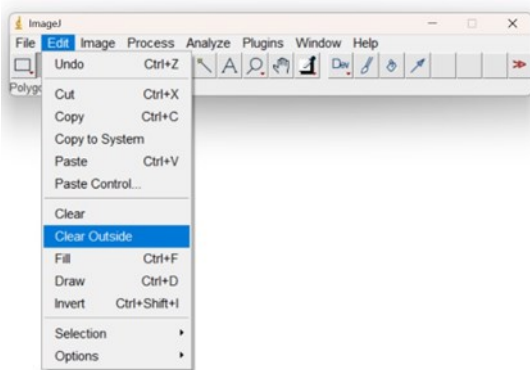 ImageJ
File Edit Image Process Analyze Plugins Window Help
A Dev
Undo Ctrl+Z
Cut Ctrl+X
Copy Ctrl+C
Copy to System
Paste Ctrl+V
Paste Control...
Clear
Clear Outside
Fill Ctrl+F
Draw Ctrl+D
Invert Ctrl+Shift+I
Selection
Options